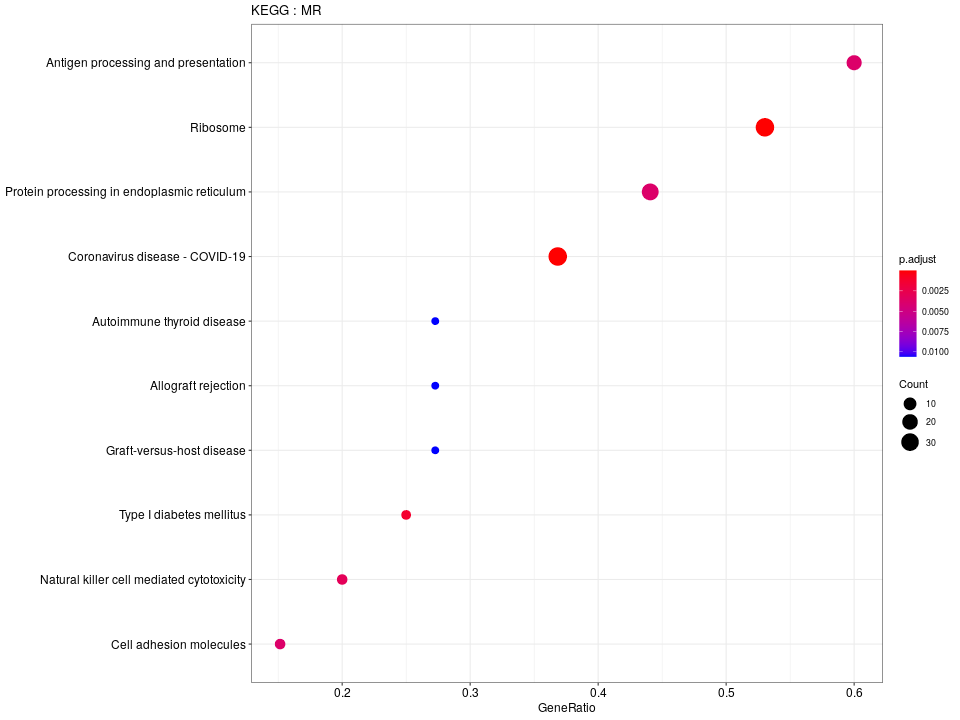 KEGG : MR
Antigen processing and presentation
Ribosome
Protein processing in endoplasmic reticulum
Coronavirus disease - COVID-19
Autoimmune thyroid disease
Allograft rejection
Graft-versus-host disease
Type I diabetes mellitus
Natural killer cell mediated cytotoxicity
Cell adhesion molecules
0.2 0.3 0.4 0.5 0.6
GeneRatio
p.adjust
0.0025
0.0050
0.0075
0.0100
Count
10
20
30